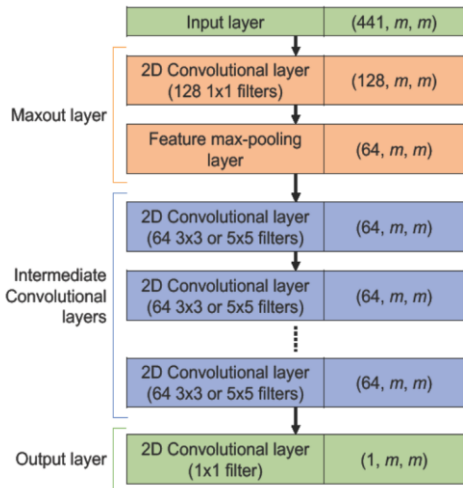 Input layer
(441, m, m)
Maxout layer
2D Convolutional layer
(128 1x1 filters)
(128, m, m)
Feature max-pooling
layer
(64, m, m)
Intermediate
Convolutional
layers
2D Convolutional layer
(64 3x3 or 5x5 filters)
(64, m, m)
2D Convolutional layer
(64 3x3 or 5x5 filters)
(64, m, m)
2D Convolutional layer
(64 3x3 or 5x5 filters)
(64, m, m)
Output layer
2D Convolutional layer
(1x1 filter)
(1, m, m)